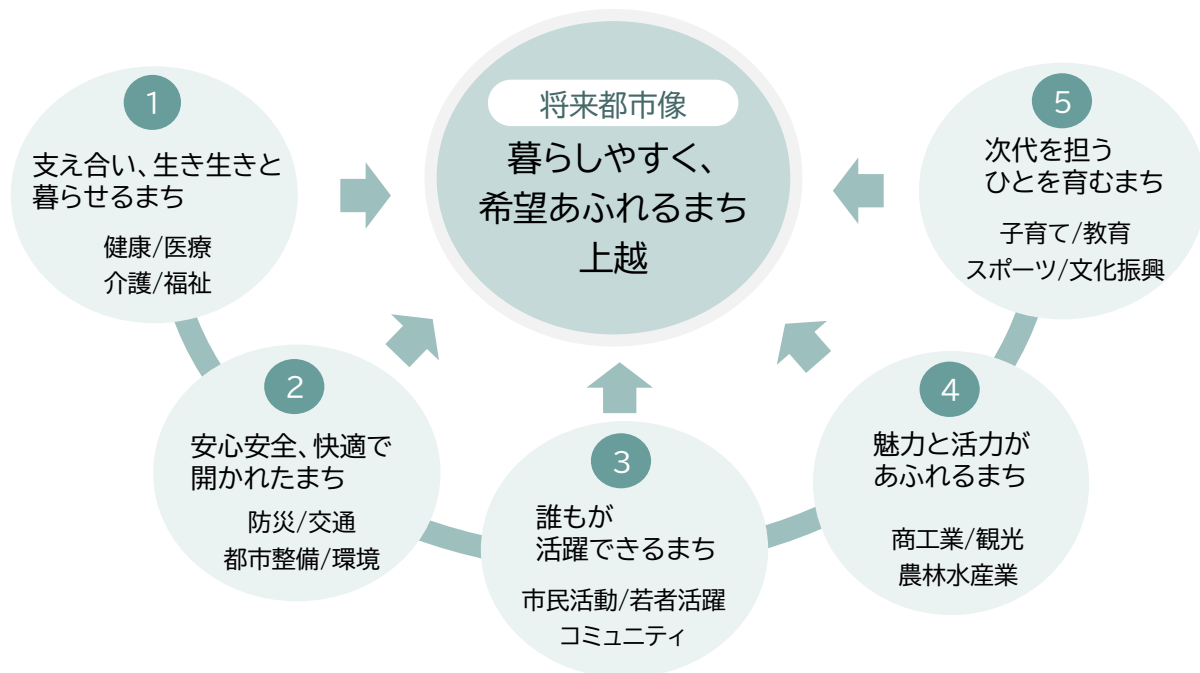 将来都市像
暮らしやすく、
希望あふれるまち
上越
1
支え合い、生き生きと
暮らせるまち
健康/医療
介護/福祉
2
安心安全、快適で
開かれたまち
防災/交通
都市整備/環境
3
誰もが
活躍できるまち
市民活動/若者活躍
コミュニティ
4
魅力と活力が
あふれるまち
商工業/観光
農林水産業
5
次代を担う
ひとを育むまち
子育て/教育
スポーツ/文化振興